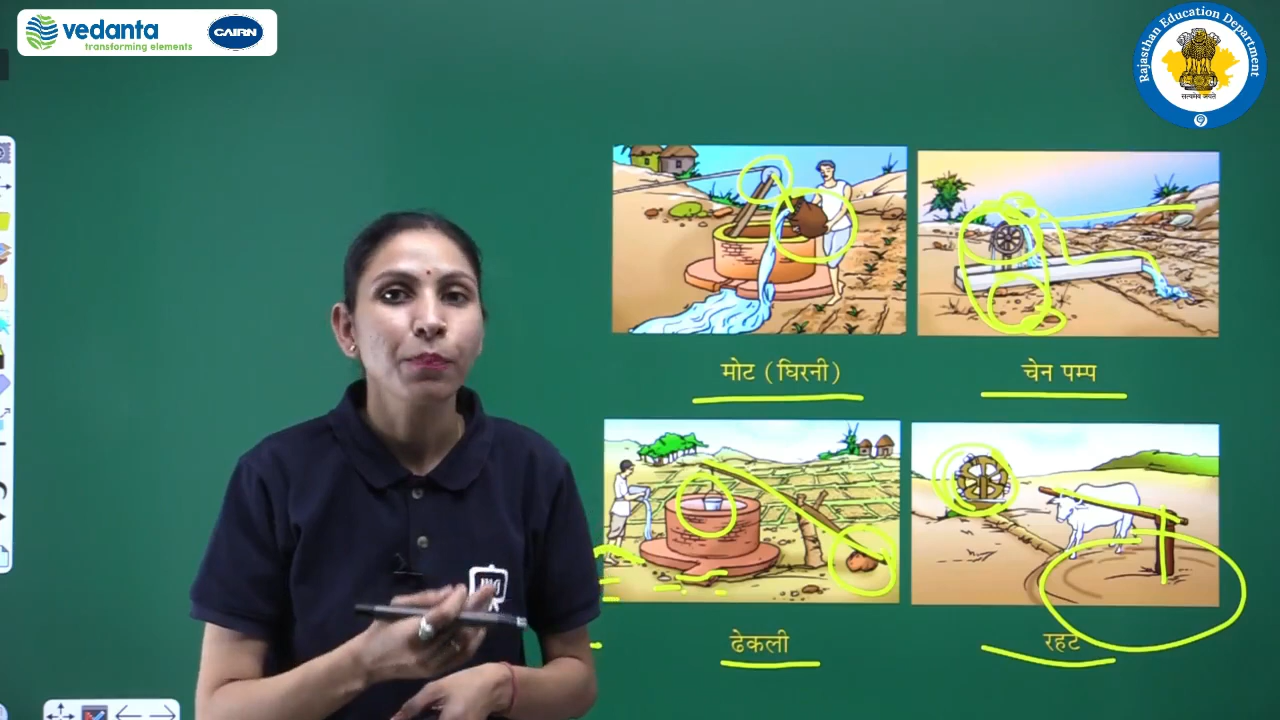 vedanta
transforming elements
CAIRN
Rajasthan Education Department
सत्यमेव जयते
मोट (घिरनी)
चेन पम्प
ढेकली
रहट